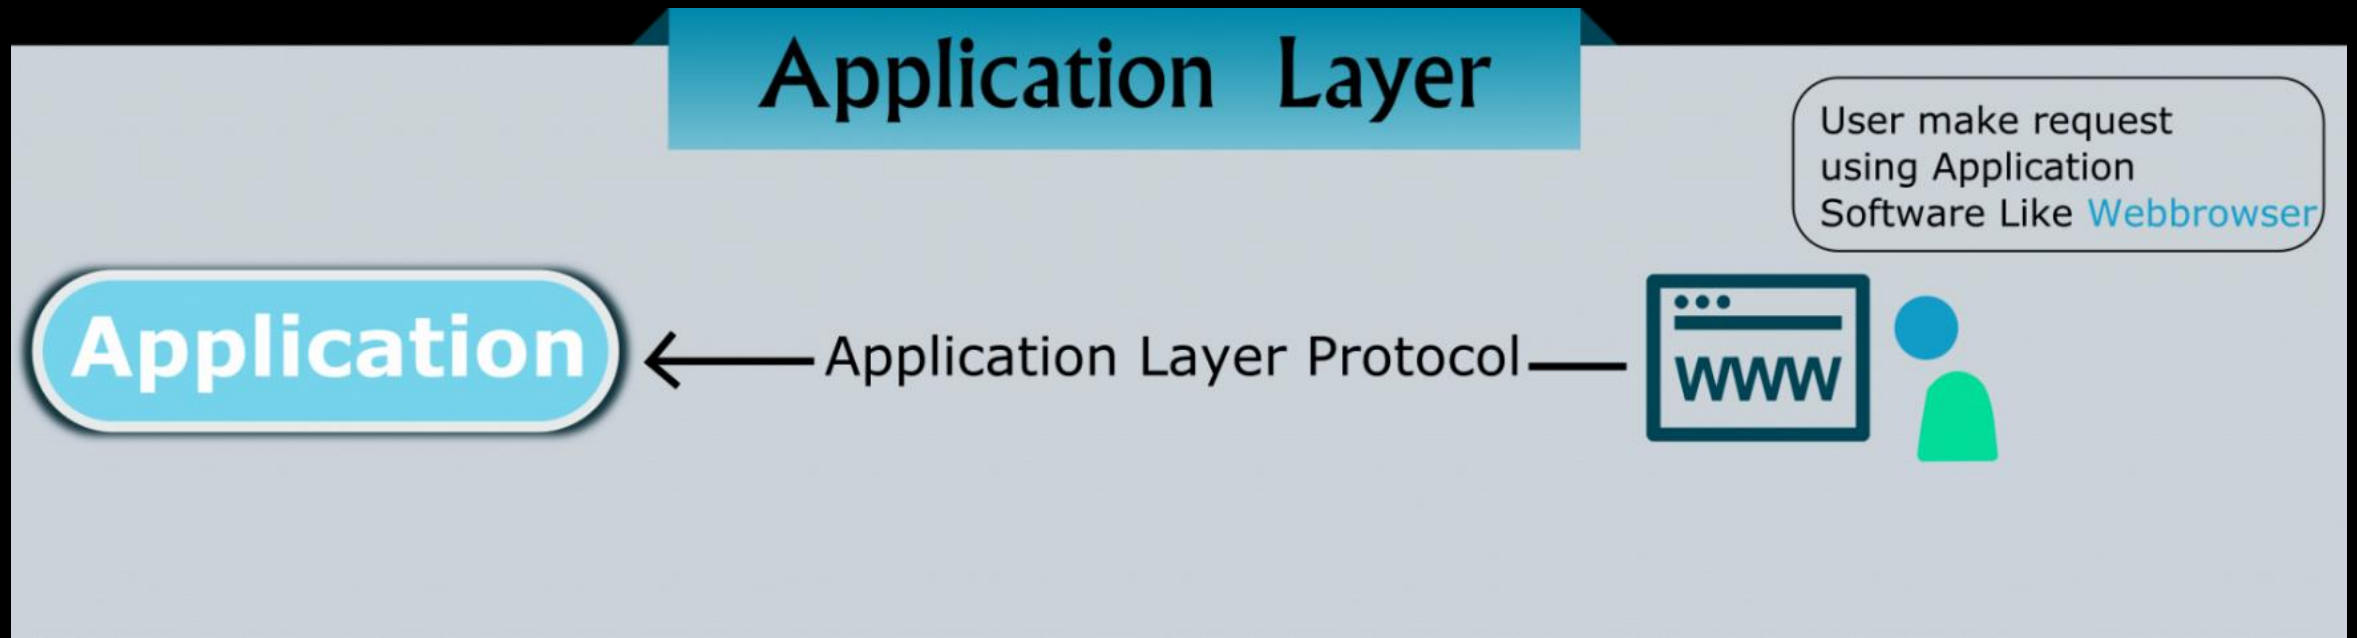 Application Layer
User make request
using Application
Software Like Webbrowser
Application
Application Layer Protocol
WWW